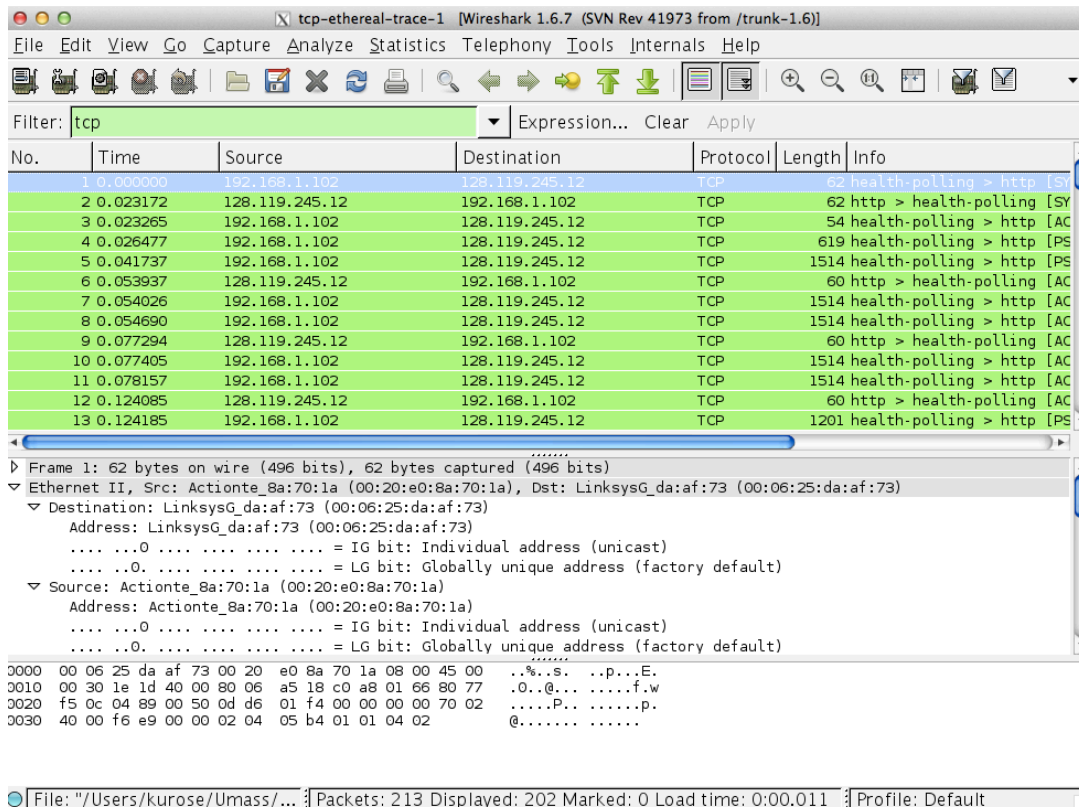 tcp-ethereal-trace-1 [Wireshark 1.6.7 (SVN Rev 41973 from /trunk-1.6)]
File Edit View Go Capture Analyze Statistics Telephony Tools Internals Help
Filter: tcp Expression... Clear Apply
No. Time Source Destination Protocol Length Info
1 0.000000 192.168.1.102 128.119.245.12 TCP 62 health-polling > http [SY
2 0.023172 128.119.245.12 192.168.1.102 TCP 62 http > health-polling [SY
3 0.023265 192.168.1.102 128.119.245.12 TCP 54 health-polling > http [AC
4 0.026477 192.168.1.102 128.119.245.12 TCP 619 health-polling > http [PS
5 0.041737 192.168.1.102 128.119.245.12 TCP 1514 health-polling > http [PS
6 0.053937 128.119.245.12 192.168.1.102 TCP 60 http > health-polling [AC
7 0.054026 192.168.1.102 128.119.245.12 TCP 1514 health-polling > http [AC
8 0.054690 192.168.1.102 128.119.245.12 TCP 1514 health-polling > http [AC
9 0.077294 128.119.245.12 192.168.1.102 TCP 60 http > health-polling [AC
10 0.077405 192.168.1.102 128.119.245.12 TCP 1514 health-polling > http [AC
11 0.078157 192.168.1.102 128.119.245.12 TCP 1514 health-polling > http [AC
12 0.124085 128.119.245.12 192.168.1.102 TCP 60 http > health-polling [AC
13 0.124185 192.168.1.102 128.119.245.12 TCP 1201 health-polling > http [PS
Frame 1: 62 bytes on wire (496 bits), 62 bytes captured (496 bits)
Ethernet II, Src: Actionte_8a:70:1a (00:20:e0:8a:70:1a), Dst: LinksysG_da:af:73 (00:06:25:da:af:73)
Destination: LinksysG_da:af:73 (00:06:25:da:af:73)
Address: LinksysG_da:af:73 (00:06:25:da:af:73)
.... ...0 .... .... .... .... = IG bit: Individual address (unicast)
.... ..0. .... .... .... .... = LG bit: Globally unique address (factory default)
Source: Actionte_8a:70:1a (00:20:e0:8a:70:1a)
Address: Actionte_8a:70:1a (00:20:e0:8a:70:1a)
.... ...0 .... .... .... .... = IG bit: Individual address (unicast)
.... ..0. .... .... .... .... = LG bit: Globally unique address (factory default)
0000 00 06 25 da af 73 00 20 e0 8a 70 1a 08 00 45 00 ..%..s. ..p...E.
0010 00 30 1e 1d 40 00 80 06 a5 18 c0 a8 01 66 80 77 .0..@... .....f.w
0020 f5 0c 04 89 00 50 0d d6 01 f4 00 00 00 00 70 02 .....P.. ......p.
0030 40 00 f6 e9 00 00 02 04 05 b4 01 01 04 02 @....... ......
File: "/Users/kurose/Umass/... Packets: 213 Displayed: 202 Marked: 0 Load time: 0:00.011 Profile: Default